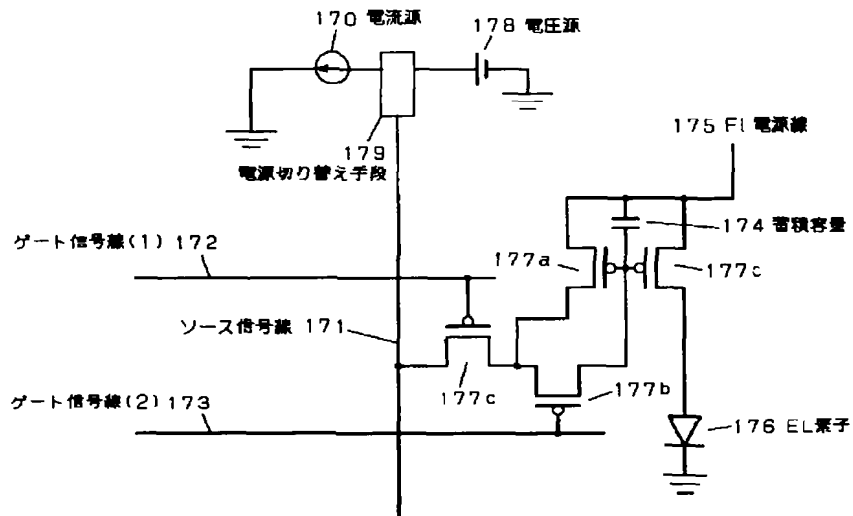 170 電流源
178 電圧源
179
電源切り替え手段
175 El 電源線
174 蓄積容量
ゲート信号線(1) 172
177a
177c
ソース信号線 171
177c
177b
ゲート信号線(2) 173
176 EL素子